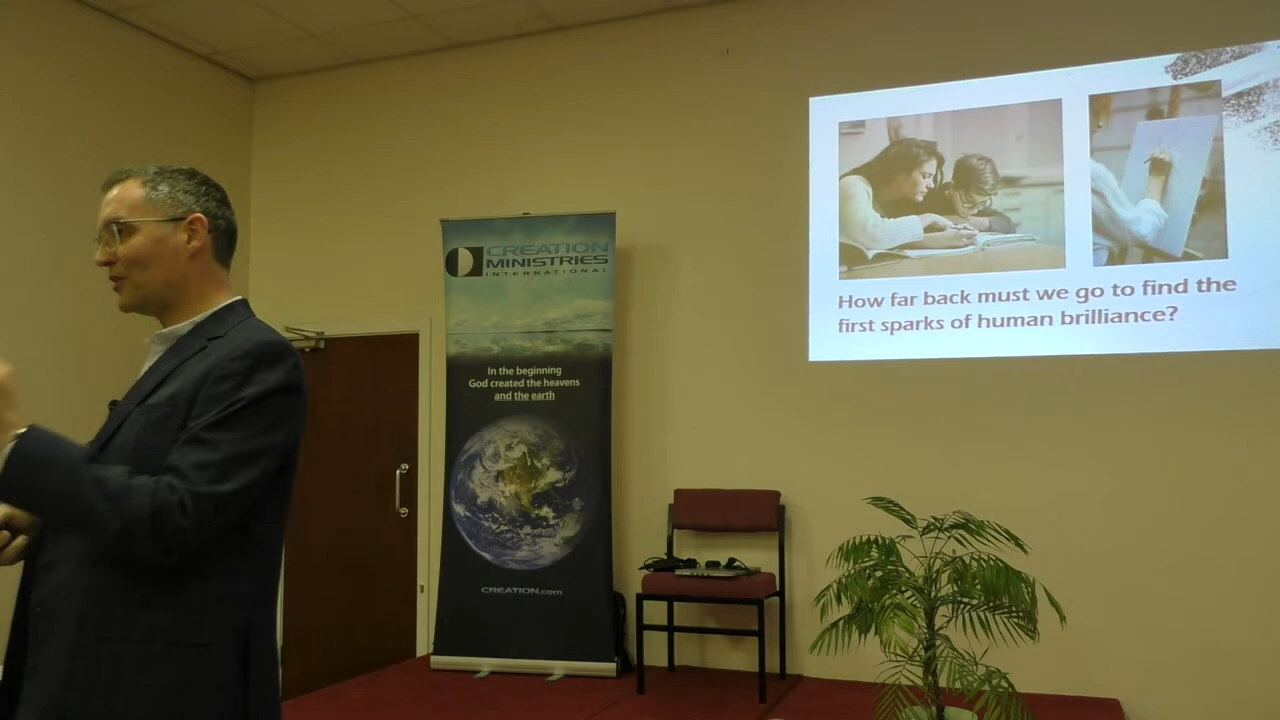 CREATION
MINISTRIES
INTERNATIONAL
In the beginning
God created the heavens
and the earth
CREATION.com
How far back must we go to find the
first sparks of human brilliance?